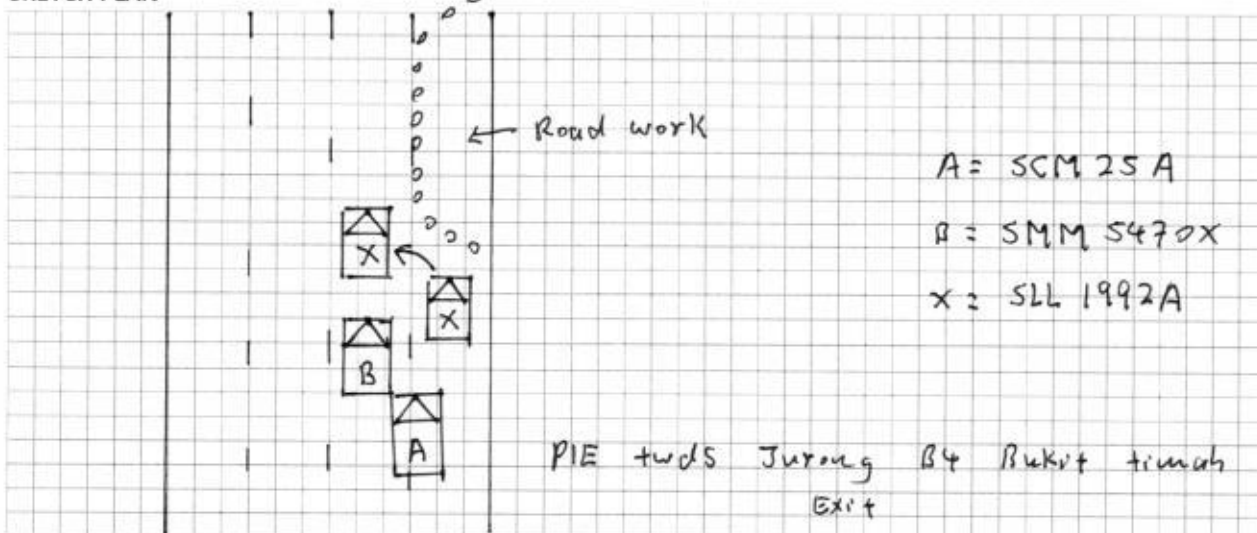 Road work
A = SCM 25 A
B = SMM 5470X
X = SLL 1992A
X
X
B
A
PIE twds Jurong B4 Bukit timah
Exit